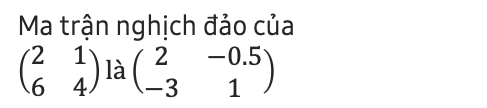 Ma trận nghịch đảo của
(2 1
6 4) là (2 −0.5
−3 1)